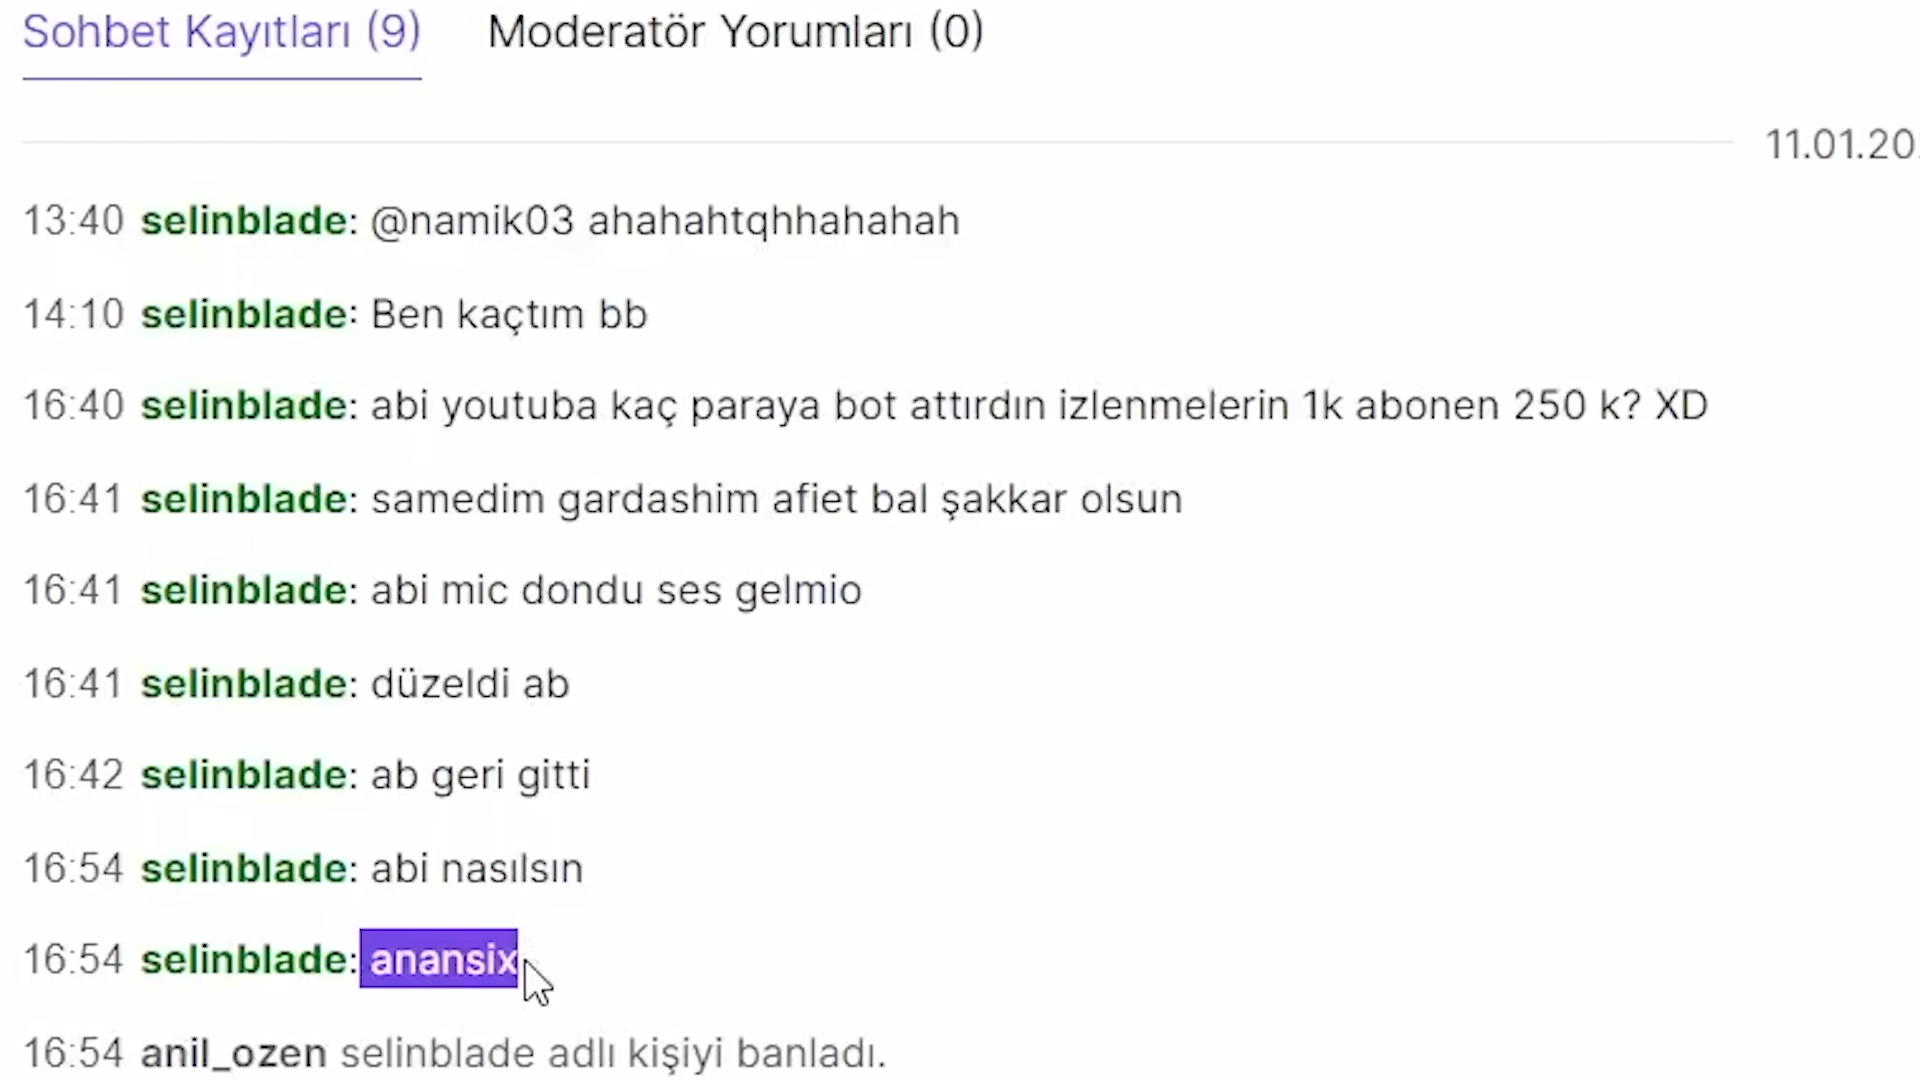 Sohbet Kayıtları (9) Moderatör Yorumları (0)
11.01.20
13:40 selinblade: @namik03 ahahahtqhhahahah
14:10 selinblade: Ben kaçtım bb
16:40 selinblade: abi youtuba kaç paraya bot attırdın izlenmelerin 1k abonen 250 k? XD
16:41 selinblade: samedim gardashim afiet bal şakkar olsun
16:41 selinblade: abi mic dondu ses gelmio
16:41 selinblade: düzeldi ab
16:42 selinblade: ab geri gitti
16:54 selinblade: abi nasılsın
16:54 selinblade: anansix
16:54 anil_ozen selinblade adlı kişiyi banladı.